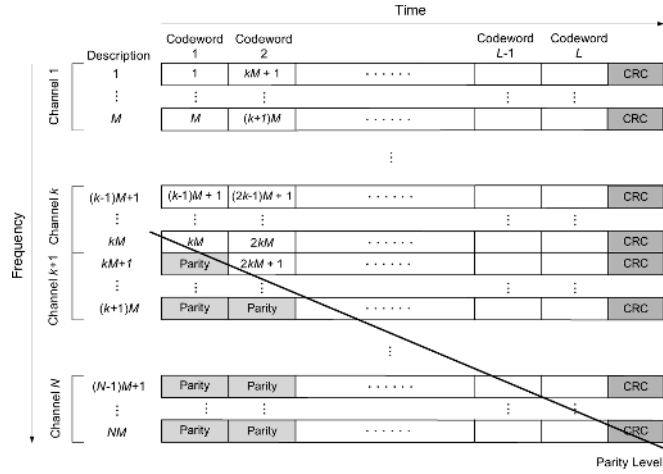 Time
Codeword 1 Codeword 2 Codeword L-1 Codeword L
Description
Frequency
Channel 1
1 1 kM + 1 ...... CRC
⋮ ⋮ ⋮ ⋮ ⋮
M M (k+1)M ...... CRC
⋮
Channel k
(k-1)M+1 (k-1)M + 1 (2k-1)M + 1 ...... CRC
⋮ ⋮ ⋮ ⋮ ⋮
kM kM 2kM CRC
Channel k+1
kM+1 Parity 2kM + 1 CRC
⋮ ⋮ ⋮ ⋮ ⋮
(k+1)M Parity Parity ...... CRC
⋮
Channel N
(N-1)M+1 Parity Parity ...... CRC
⋮ ⋮ ⋮ ⋮ ⋮
NM Parity Parity ...... CRC
Parity Level